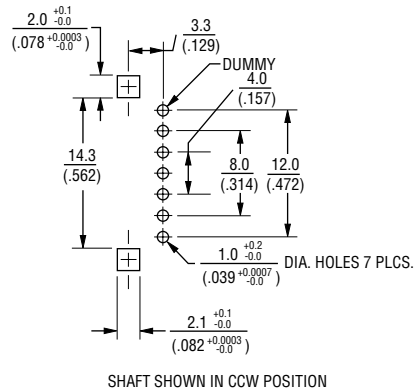 2.0 +0.1 -0.0
(.078 +0.0003 -0.0)
3.3
(.129)
DUMMY
4.0
(.157)
14.3
(.562)
8.0
(.314)
12.0
(.472)
1.0 +0.2 -0.0
(.039 +0.0007 -0.0)
DIA. HOLES 7 PLCS.
2.1 +0.1 -0.0
(.082 +0.0003 -0.0)
SHAFT SHOWN IN CCW POSITION